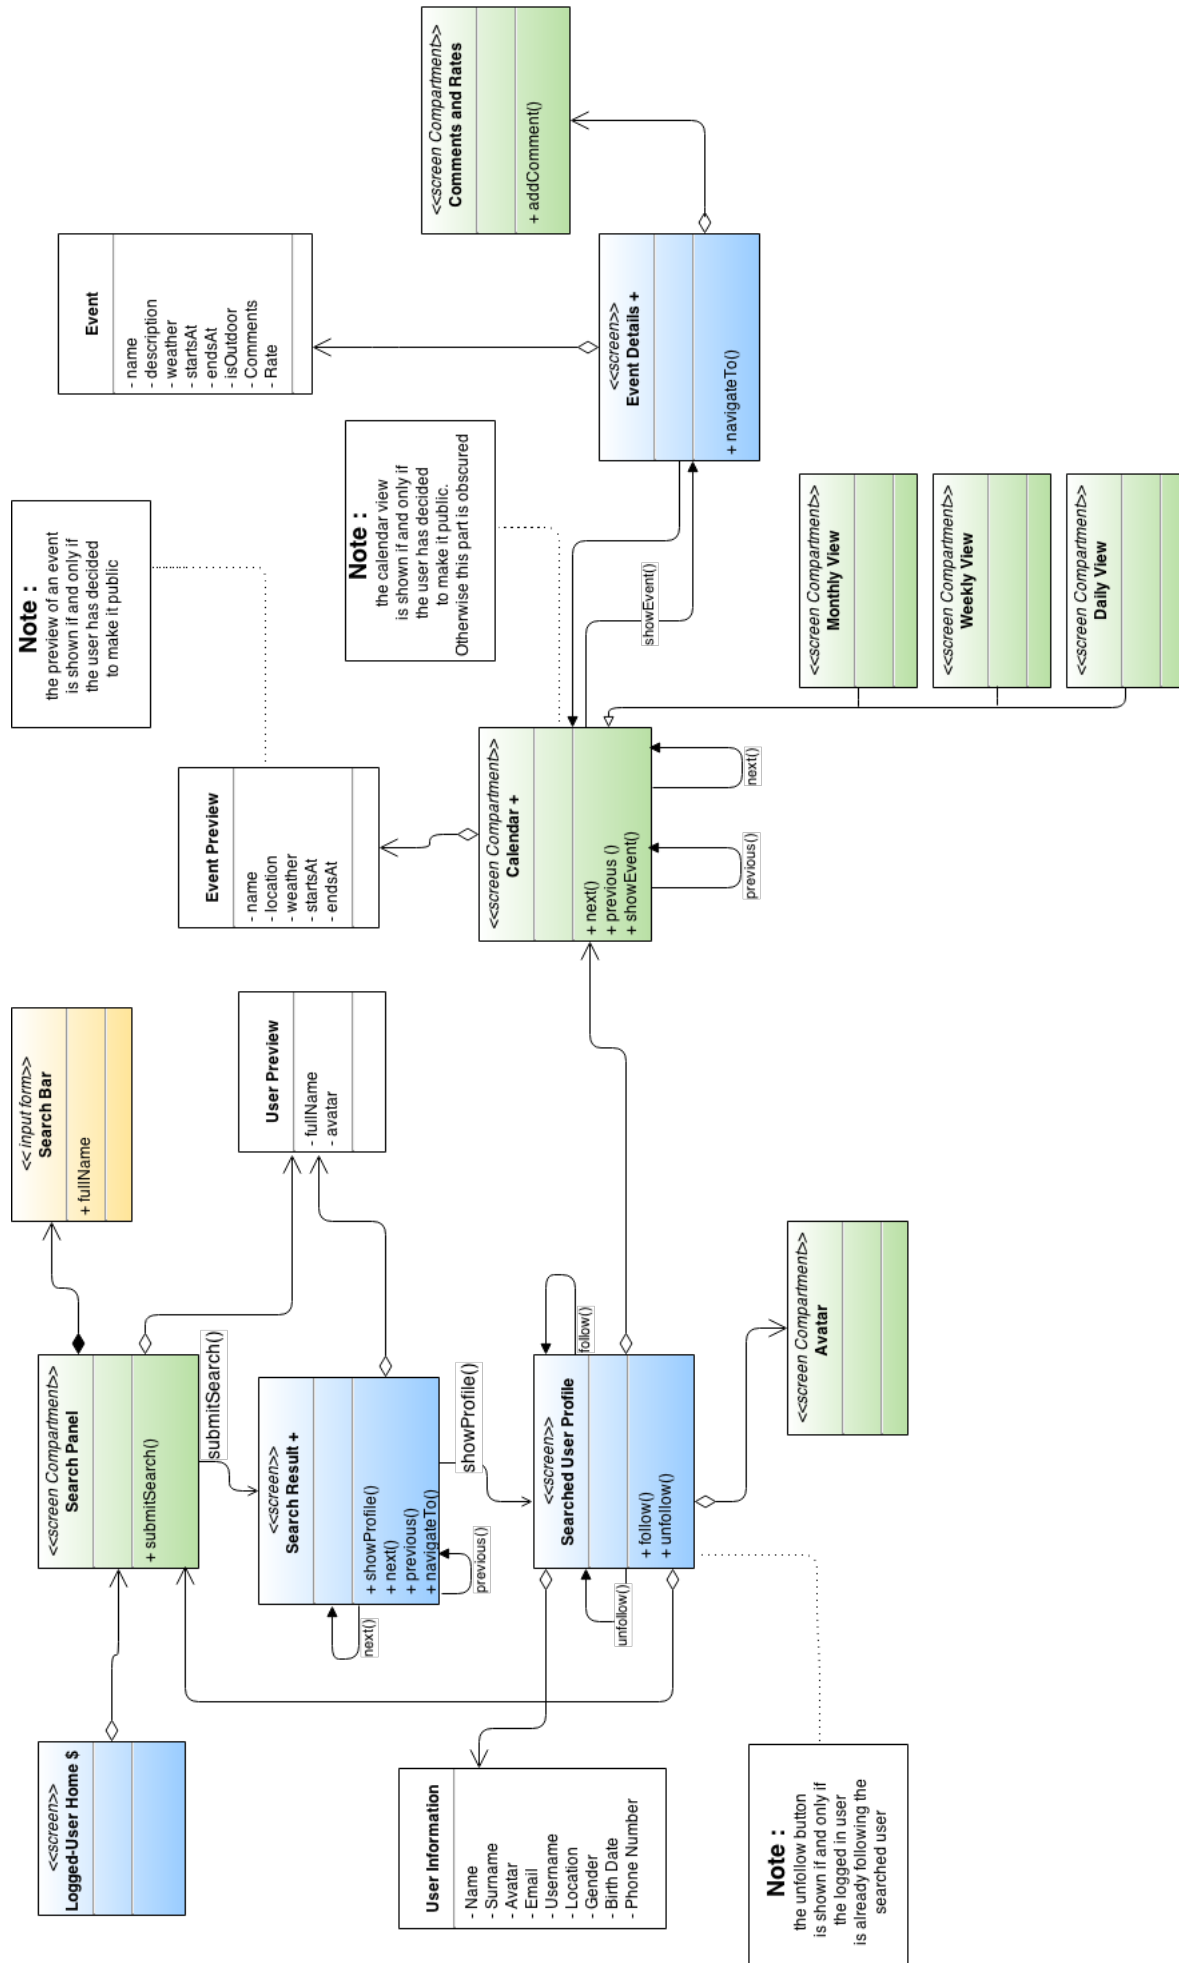 <<screen>>
Logged-User Home $
<<screen Compartment>>
Search Panel
+ submitSearch()
<< input form>>
Search Bar
+ fullName
submitSearch()
<<screen>>
Search Result +
+ showProfile()
+ next()
+ previous()
+ navigateTo()
next()
previous()
User Preview
- fullName
- avatar
showProfile()
<<screen>>
Searched User Profile
+ follow()
+ unfollow()
follow()
unfollow()
User Information
- Name
- Surname
- Avatar
- Email
- Username
- Location
- Gender
- Birth Date
- Phone Number
Note :
the unfollow button
is shown if and only if
the logged in user
is already following the
searched user
<<screen Compartment>>
Avatar
Note :
the preview of an event
is shown if and only if
the user has decided
to make it public
Event Preview
- name
- location
- weather
- startsAt
- endsAt
<<screen Compartment>>
Calendar +
+ next()
+ previous ()
+ showEvent()
previous()
next()
Note :
the calendar view
is shown if and only if
the user has decided
to make it public.
Otherwise this part is obscured
showEvent()
Event
- name
- description
- weather
- startsAt
- endsAt
- isOutdoor
- Comments
- Rate
<<screen>>
Event Details +
+ navigateTo()
<<screen Compartment>>
Comments and Rates
+ addComment()
<<screen Compartment>>
Monthly View
<<screen Compartment>>
Weekly View
<<screen Compartment>>
Daily View